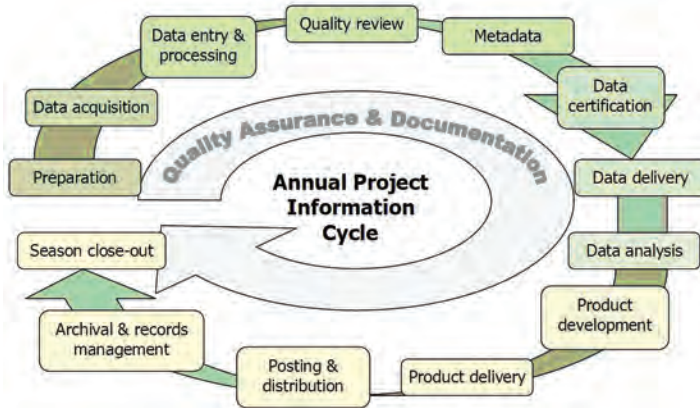 Quality review
Data entry &
processing
Metadata
Data acquisition
Data
certification
Quality Assurance & Documentation
Preparation
Annual Project
Information
Cycle
Data delivery
Season close-out
Data analysis
Product
development
Archival & records
management
Posting &
distribution
Product delivery